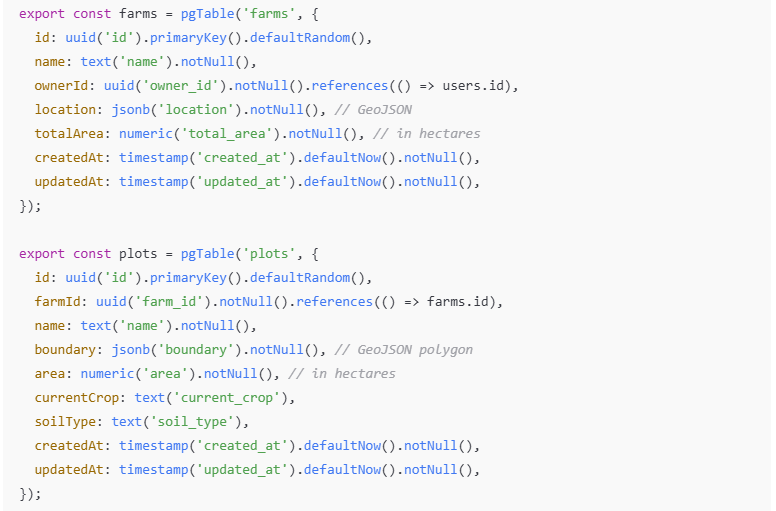 export const farms = pgTable('farms', {
  id: uuid('id').primaryKey().defaultRandom(),
  name: text('name').notNull(),
  ownerId: uuid('owner_id').notNull().references(() => users.id),
  location: jsonb('location').notNull(), // GeoJSON
  totalArea: numeric('total_area').notNull(), // in hectares
  createdAt: timestamp('created_at').defaultNow().notNull(),
  updatedAt: timestamp('updated_at').defaultNow().notNull(),
});

export const plots = pgTable('plots', {
  id: uuid('id').primaryKey().defaultRandom(),
  farmId: uuid('farm_id').notNull().references(() => farms.id),
  name: text('name').notNull(),
  boundary: jsonb('boundary').notNull(), // GeoJSON polygon
  area: numeric('area').notNull(), // in hectares
  currentCrop: text('current_crop'),
  soilType: text('soil_type'),
  createdAt: timestamp('created_at').defaultNow().notNull(),
  updatedAt: timestamp('updated_at').defaultNow().notNull(),
});